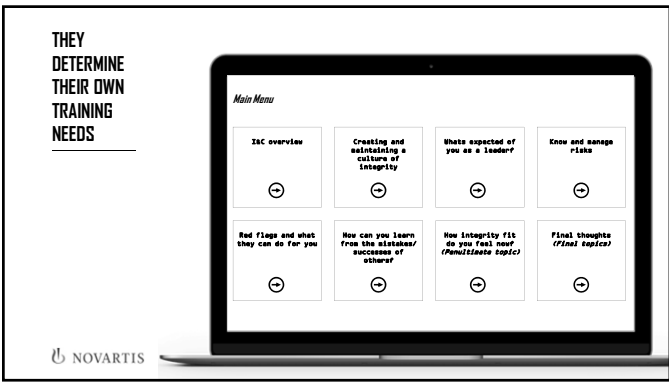 THEY
DETERMINE
THEIR OWN
TRAINING
NEEDS
Main Menu
I&C overview
Creating and
maintaining a
culture of
integrity
Whats expected of
you as a leader?
Know and manage
risks
Red flags and what
they can do for you
How can you learn
from the mistakes/
successes of
others?
How integrity fit
do you feel now?
(Penultimate topic)
Final thoughts
(Final topics)
NOVARTIS